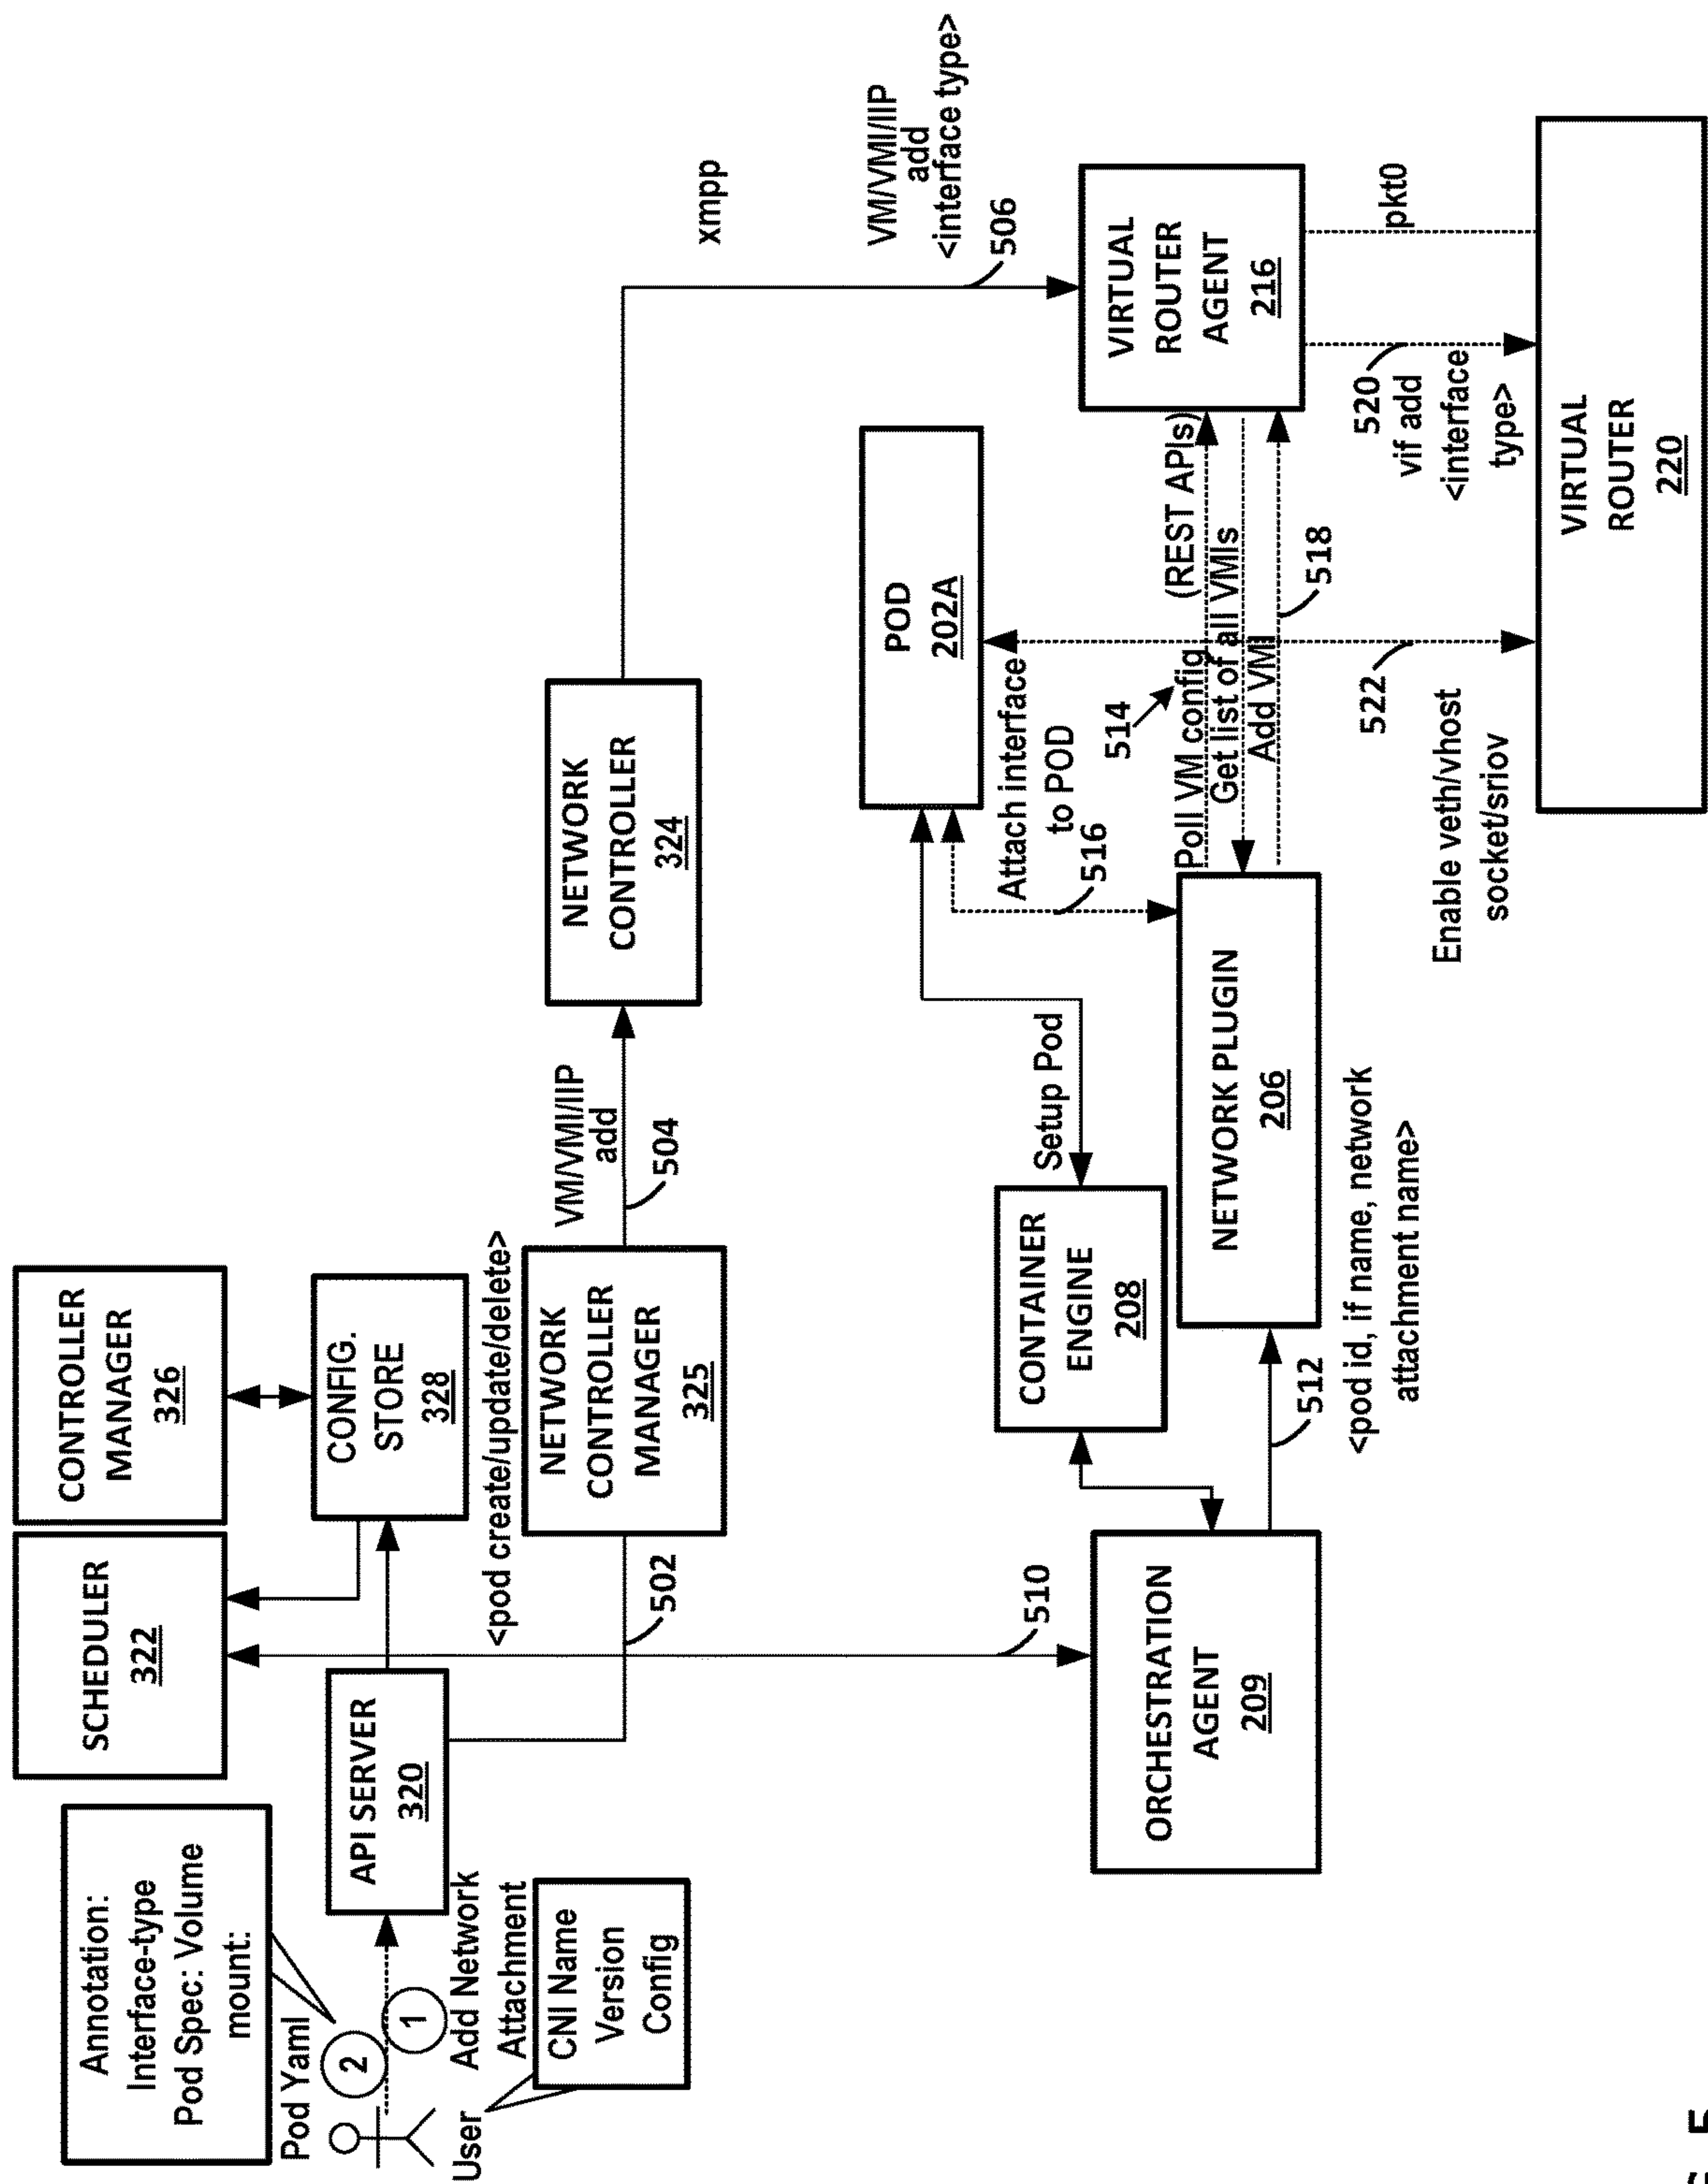 Annotation:
Interface-type
Pod Spec: Volume
mount:
Pod Yaml
2
1
User
Add Network
Attachment
CNI Name
Version
Config
API SERVER
320
SCHEDULER
322
CONTROLLER
MANAGER
326
CONFIG.
STORE
328
<pod create/update/delete>
502
NETWORK
CONTROLLER
MANAGER
325
VM/VMI/IIP
add
504
NETWORK
CONTROLLER
324
xmpp
VM/VMI/IIP
add
<interface type>
506
510
ORCHESTRATION
AGENT
209
CONTAINER
ENGINE
208
Setup Pod
POD
202A
Attach interface
to POD
516
512
<pod id, if name, network
attachment name>
NETWORK PLUGIN
206
514
Poll VM config
(REST APIs)
Get list of all VMIs
Add VMI
518
VIRTUAL
ROUTER
AGENT
216
pkt0
520
vif add
<interface
type>
522
Enable veth/vhost
socket/sriov
VIRTUAL
ROUTER
220